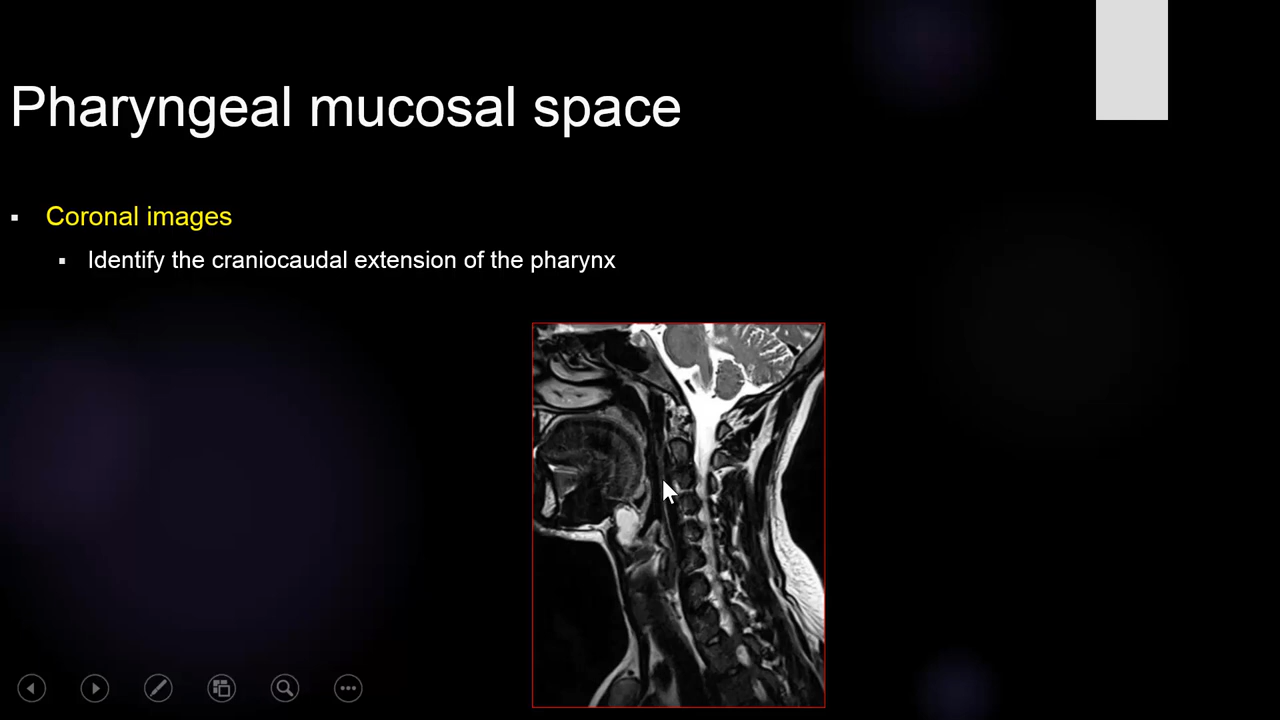 Pharyngeal mucosal space
Coronal images
Identify the craniocaudal extension of the pharynx